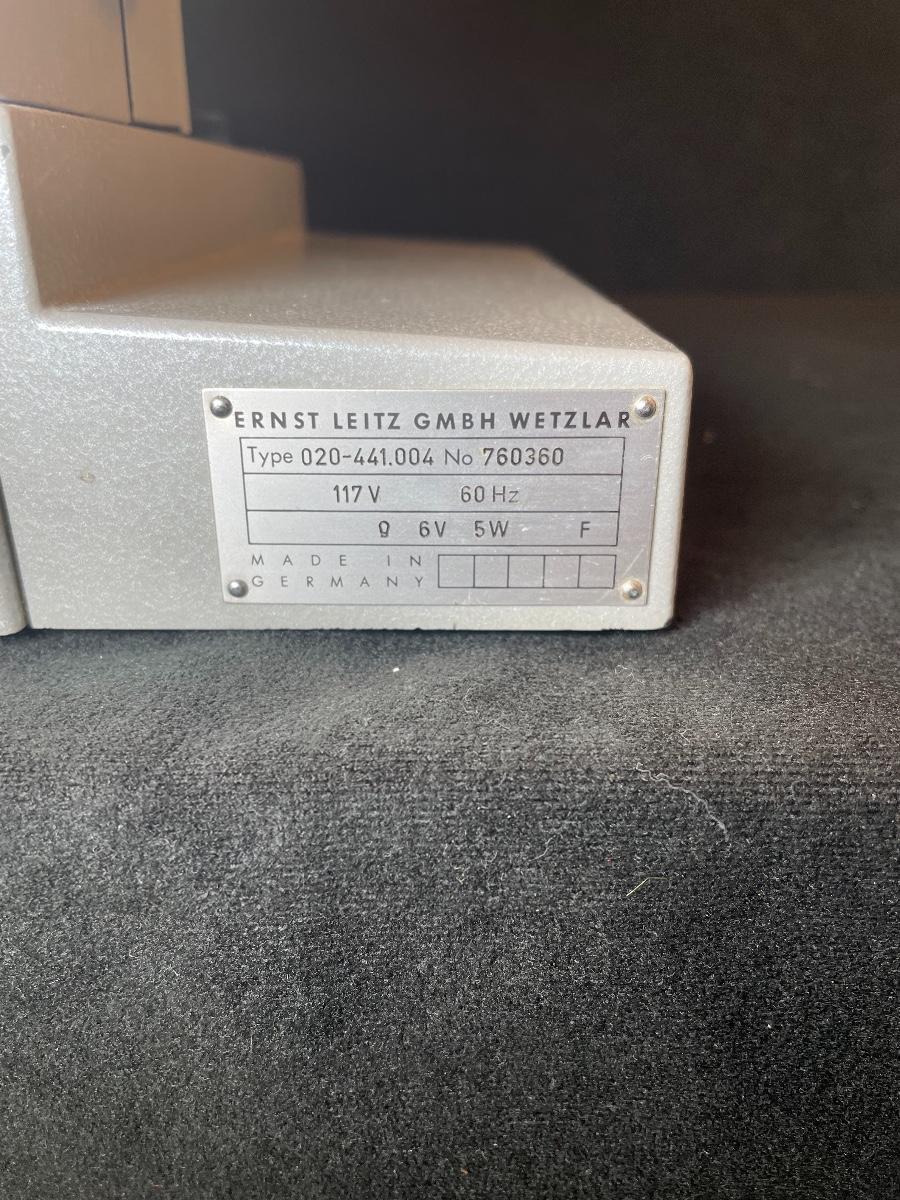 ERNST LEITZ GMBH WETZLAR
Type 020-441.004 No 760360
117 V 60 Hz
6V 5W F
MADE IN
GERMANY